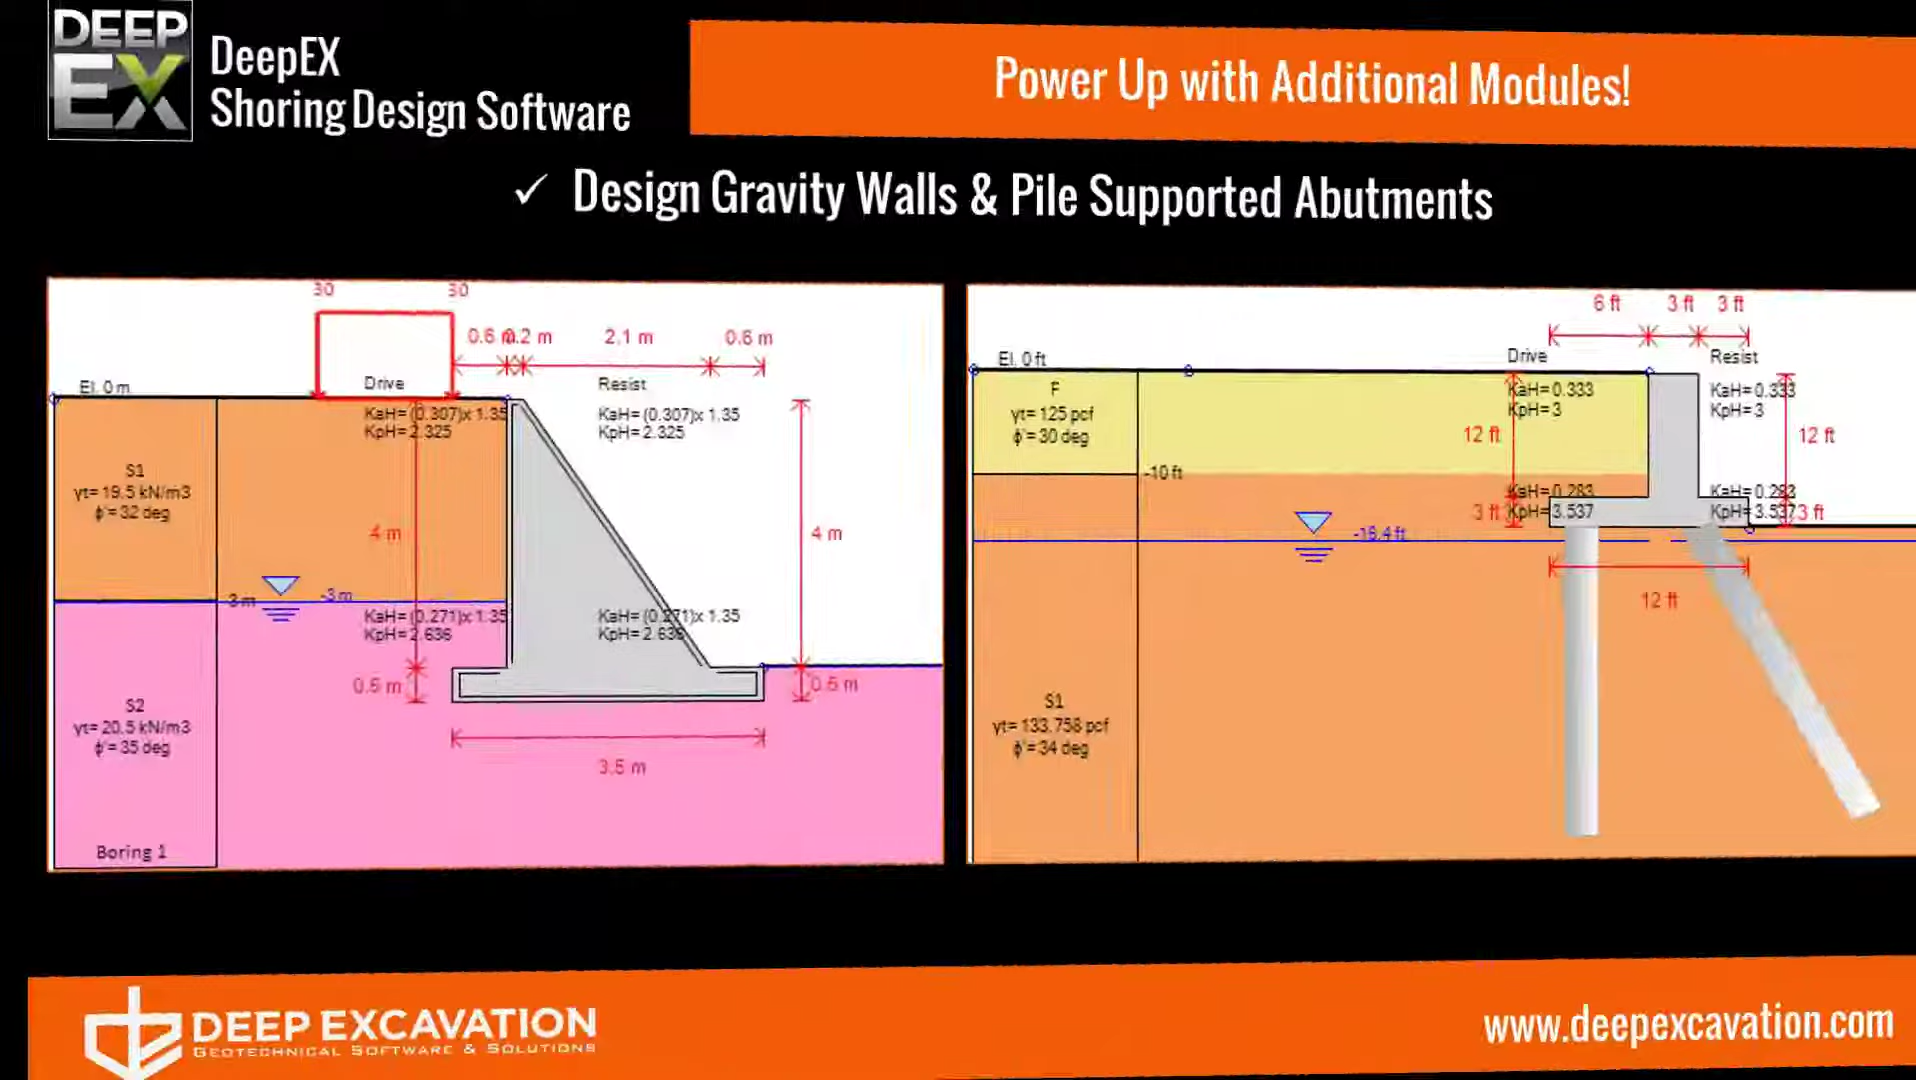 DEEP
EX
DeepEX
Shoring Design Software
Power Up with Additional Modules!
✓ Design Gravity Walls & Pile Supported Abutments
30 30
0.6 m 0.2 m 2.1 m 0.6 m
El. 0 m
Drive
Resist
KaH= (0.307)x 1.35
KpH= 2.325
KaH= (0.307)x 1.35
KpH= 2.325
S1
γt= 19.5 kN/m3
φ'= 32 deg
4 m
4 m
-3 m
-3 m
KaH= (0.271)x 1.35
KpH= 2.636
KaH= (0.271)x 1.35
KpH= 2.636
0.5 m
0.5 m
S2
γt= 20.5 kN/m3
φ'= 35 deg
3.5 m
Boring 1
6 ft 3 ft 3 ft
El. 0 ft
Drive
Resist
F
γt= 125 pcf
φ'= 30 deg
KaH= 0.333
KpH= 3
KaH= 0.333
KpH= 3
12 ft
12 ft
-10 ft
KaH= 0.283
KpH= 3.537
KaH= 0.283
KpH= 3.537
3 ft
3 ft
-16.4 ft
12 ft
S1
γt= 133.758 pcf
φ'= 34 deg
DEEP EXCAVATION
GEOTECHNICAL SOFTWARE & SOLUTIONS
www.deepexcavation.com